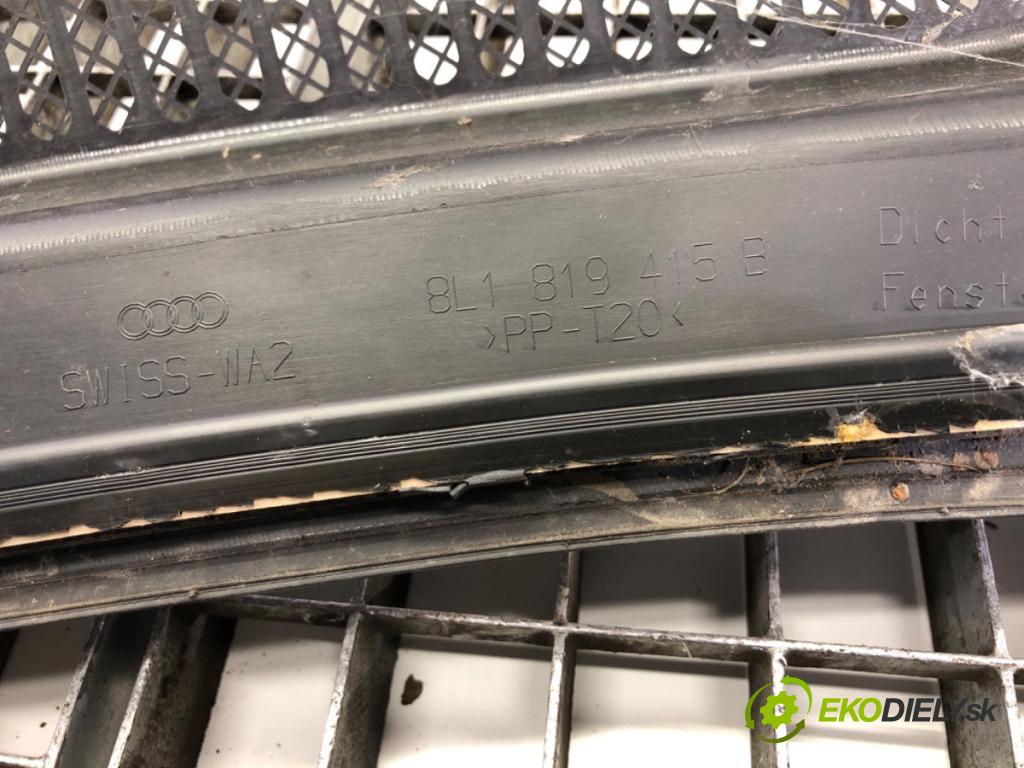 8L1 819 415 B
>PP-T20<
SWISS-WA2
Dicht
Fenst
EKODIELY.sk